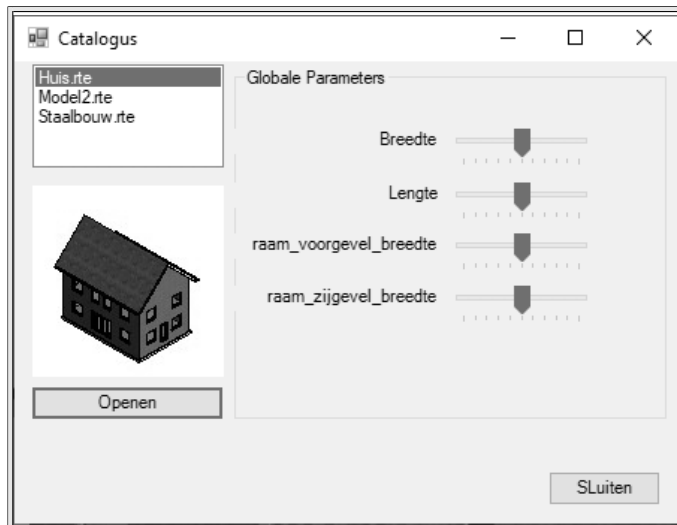 Catalogus
Huis.rte
Model2.rte
Staalbouw.rte
Globale Parameters
Breedte
Lengte
raam_voorgevel_breedte
raam_zijgevel_breedte
Openen
SLuiten